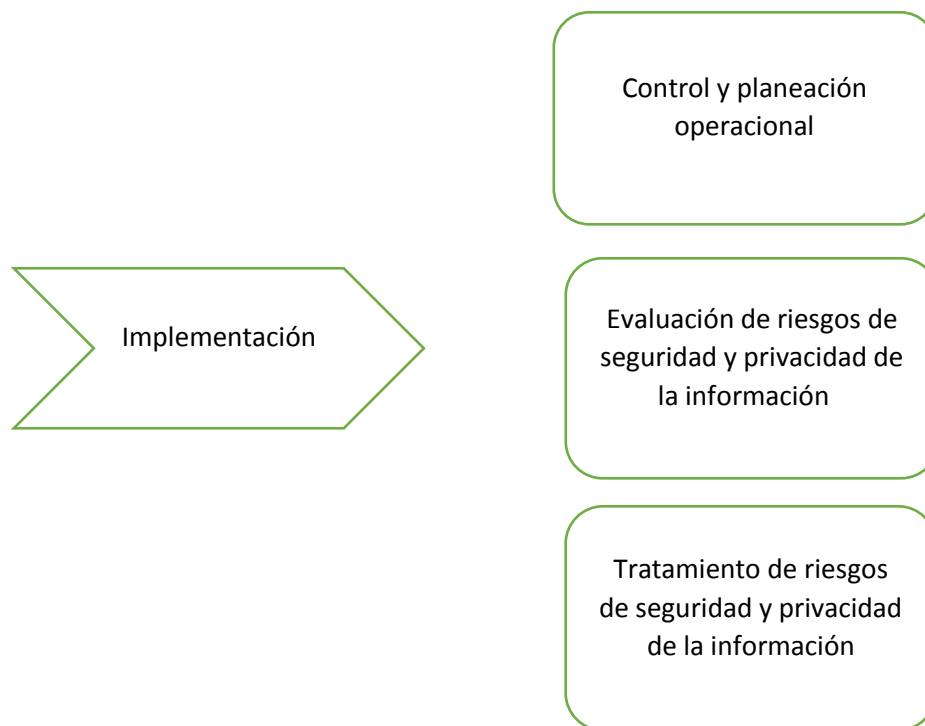 Control y planeación
operacional
Implementación
Evaluación de riesgos de
seguridad y privacidad de
la información
Tratamiento de riesgos
de seguridad y privacidad
de la información